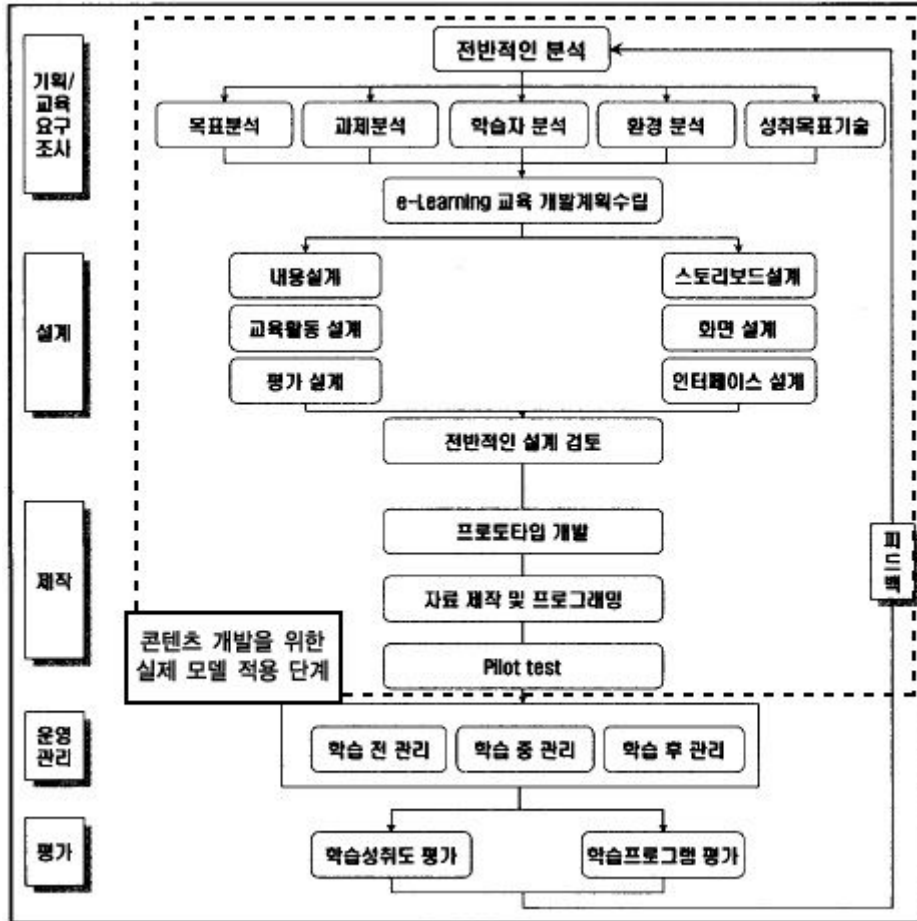 전반적인 분석
기획/
교육
요구
조사
목표분석
과제분석
학습자 분석
환경 분석
성취목표기술
e-Learning 교육 개발계획수립
설계
내용설계
스토리보드설계
교육활동 설계
화면 설계
평가 설계
인터페이스 설계
전반적인 설계 검토
제작
프로토타입 개발
자료 제작 및 프로그래밍
Pilot test
피
드
백
콘텐츠 개발을 위한
실제 모델 적용 단계
운영
관리
학습 전 관리
학습 중 관리
학습 후 관리
평가
학습성취도 평가
학습프로그램 평가